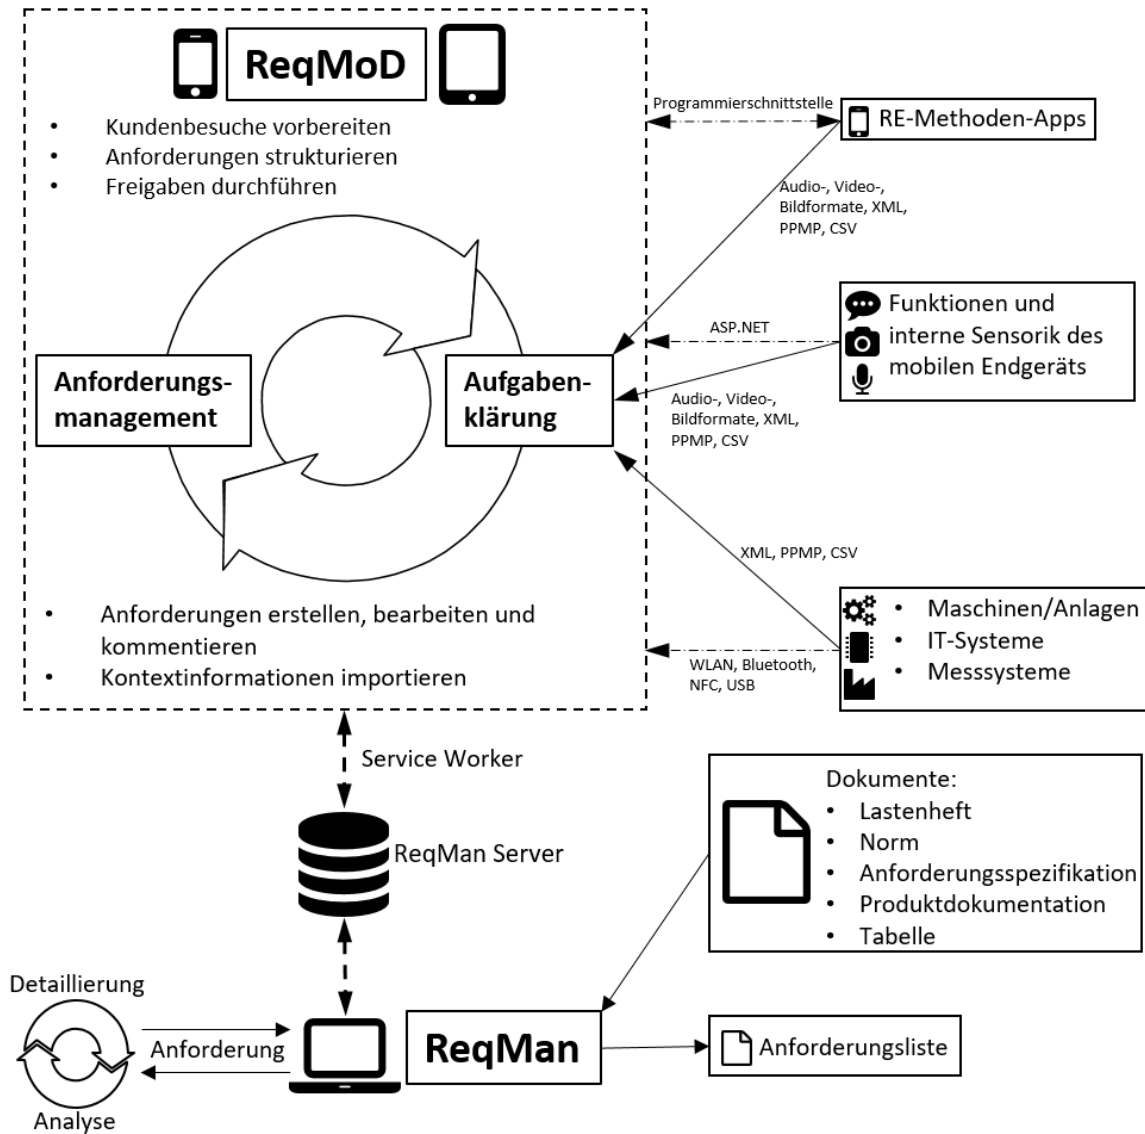 ReqMoD
• Kundenbesuche vorbereiten
• Anforderungen strukturieren
• Freigaben durchführen
Programmierschnittstelle
RE-Methoden-Apps
Audio-, Video-,
Bildformate, XML,
PPMP, CSV
Funktionen und
interne Sensorik des
mobilen Endgeräts
ASP.NET
Anforderungs-
management
Aufgaben-
klärung
Audio-, Video-,
Bildformate, XML,
PPMP, CSV
XML, PPMP, CSV
• Anforderungen erstellen, bearbeiten und
kommentieren
• Kontextinformationen importieren
• Maschinen/Anlagen
• IT-Systeme
• Messsysteme
WLAN, Bluetooth,
NFC, USB
Service Worker
ReqMan Server
Dokumente:
• Lastenheft
• Norm
• Anforderungsspezifikation
• Produktdokumentation
• Tabelle
Detaillierung
Anforderung
Analyse
ReqMan
Anforderungsliste